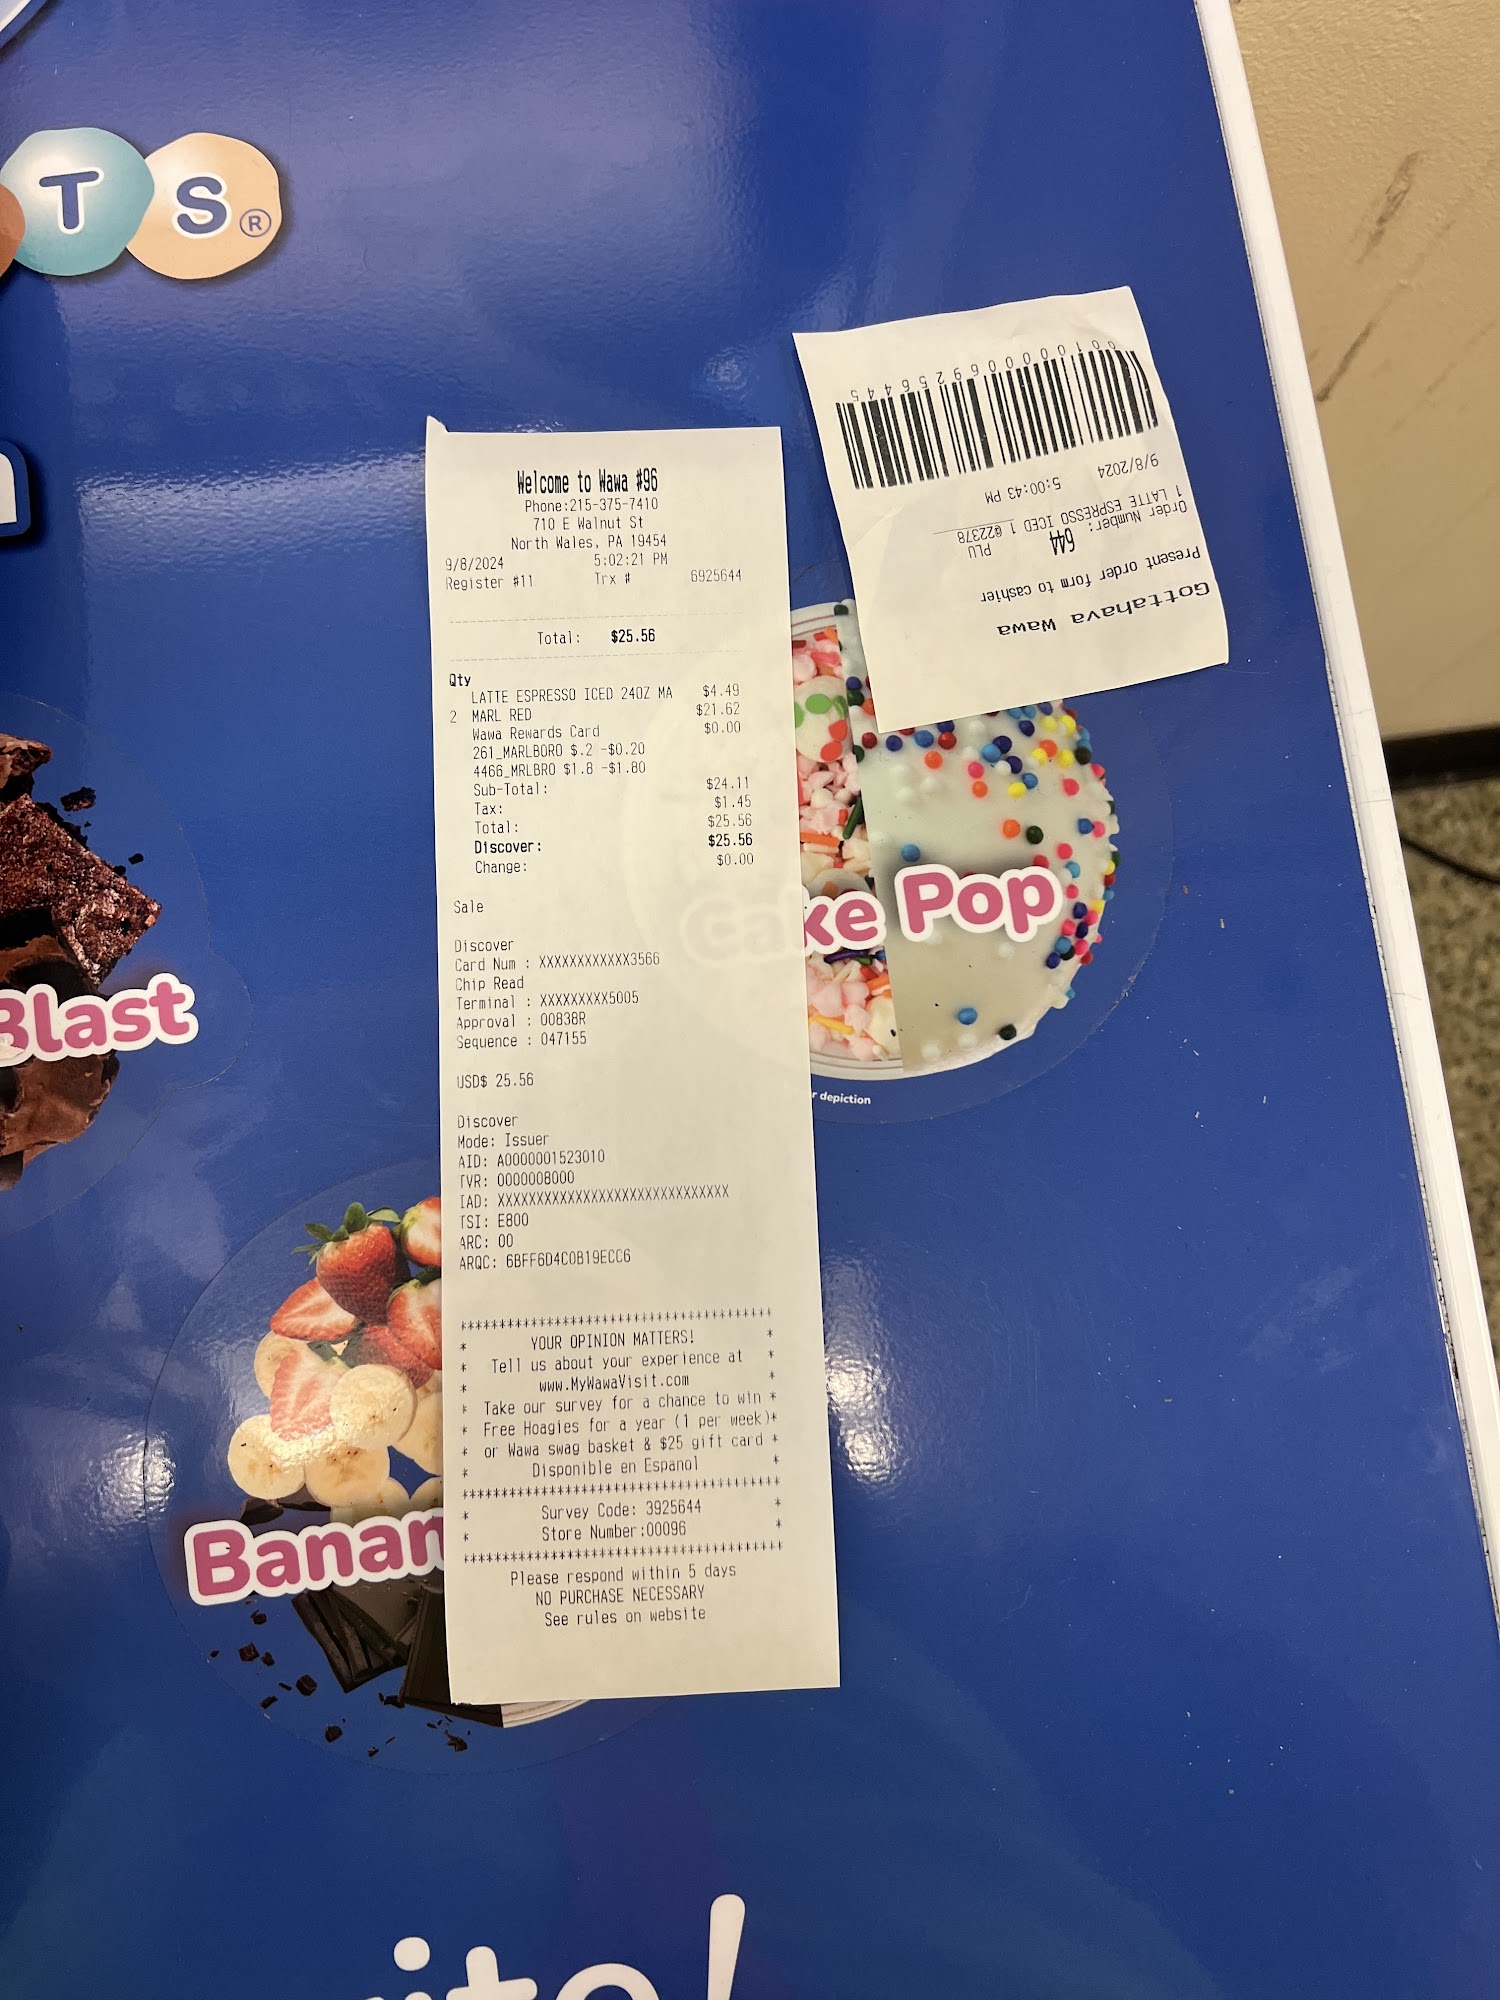 T S ®
Welcome to Wawa #96
Phone:215-375-7410
710 E Walnut St
North Wales, PA 19454
9/8/2024 5:02:21 PM
Register #11 Trx # 6925644
Total: $25.56
Qty
LATTE ESPRESSO ICED 24OZ MA $4.49
2 MARL RED $21.62
Wawa Rewards Card $0.00
261_MARLBORO $.2 -$0.20
4466_MRLBRO $1.8 -$1.80
Sub-Total: $24.11
Tax: $1.45
Total: $25.56
Discover: $25.56
Change: $0.00
Sale
Discover
Card Num : XXXXXXXXXXXX3566
Chip Read
Terminal : XXXXXXXXX5005
Approval : 00838R
Sequence : 047155
USD$ 25.56
Discover
Mode: Issuer
AID: A0000001523010
TVR: 0000008000
IAD: XXXXXXXXXXXXXXXXXXXXXXXXXXXXXX
TSI: E800
ARC: 00
ARQC: 6BFF6D4C0B19ECC6
****************************************
* YOUR OPINION MATTERS! *
* Tell us about your experience at *
* www.MyWawaVisit.com *
* Take our survey for a chance to win *
* Free Hoagies for a year (1 per week)*
* or Wawa swag basket & $25 gift card *
* Disponible en Espanol *
****************************************
* Survey Code: 3925644 *
* Store Number:00096 *
****************************************
Please respond within 5 days
NO PURCHASE NECESSARY
See rules on website
Gottahava Wawa
Present order form to cashier
Order Number: 644 PLU
1 LATTE ESPRESSO ICED 1 @22378
9/8/2024 5:00:43 PM
0010000069256445
Cake Pop
r depiction
Blast
Banan
ite!